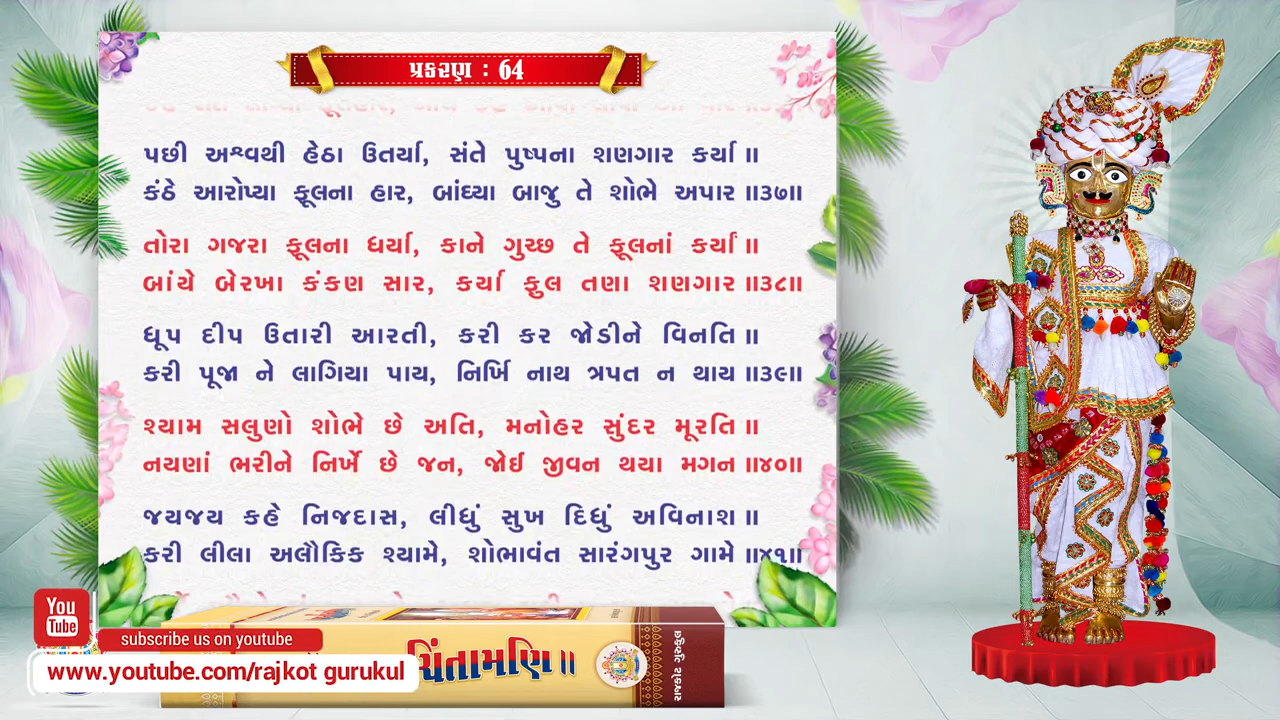 પ્રકરણ : 64
પછી અશ્વથી હેઠા ઉતર્યા, સંતે પુષ્પના શણગાર કર્યા ॥
કંઠે આરોપ્યા ફૂલના હાર, બાંધ્યા બાજુ તે શોભે અપાર ॥૩૭॥
તોરા ગજરા ફૂલના ધર્યા, કાને ગુચ્છ તે ફૂલનાં કર્યાં ॥
બાંયે બેરખા કંકણ સાર, કર્યા ફુલ તણા શણગાર ॥૩૮॥
ધૂપ દીપ ઉતારી આરતી, કરી કર જોડીને વિનતિ ॥
કરી પૂજા ને લાગિયા પાય, નિર્ખિ નાથ ત્રપત ન થાય ॥૩૯॥
શ્યામ સલુણો શોભે છે અતિ, મનોહર સુંદર મૂરતિ ॥
નયણાં ભરીને નિર્ખે છે જન, જોઈ જીવન થયા મગન ॥૪૦॥
જયજય કહે નિજદાસ, લીધું સુખ દિધું અવિનાશ ॥
કરી લીલા અલૌકિક શ્યામે, શોભાવંત સારંગપુર ગામે ॥૪૧॥
You
Tube
subscribe us on youtube
www.youtube.com/rajkot gurukul
ચિંતામણિ ॥
રાજકોટ ગુરુકુલ